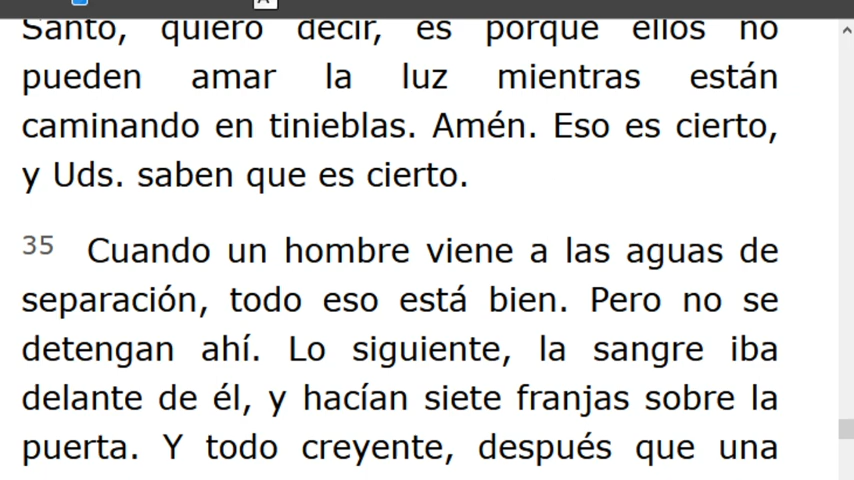 Santo, quiero decir, es porque ellos no
pueden amar la luz mientras están
caminando en tinieblas. Amén. Eso es cierto,
y Uds. saben que es cierto.
35 Cuando un hombre viene a las aguas de
separación, todo eso está bien. Pero no se
detengan ahí. Lo siguiente, la sangre iba
delante de él, y hacían siete franjas sobre la
puerta. Y todo creyente, después que una